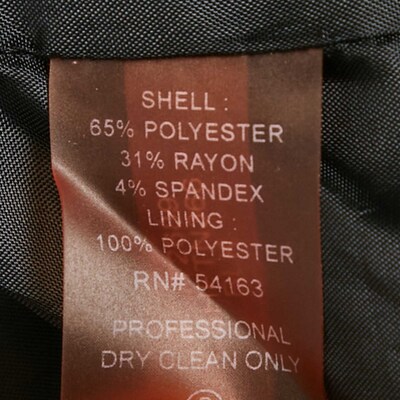 SHELL :
65% POLYESTER
31% RAYON
4% SPANDEX
LINING :
100% POLYESTER
RN# 54163
PROFESSIONAL
DRY CLEAN ONLY